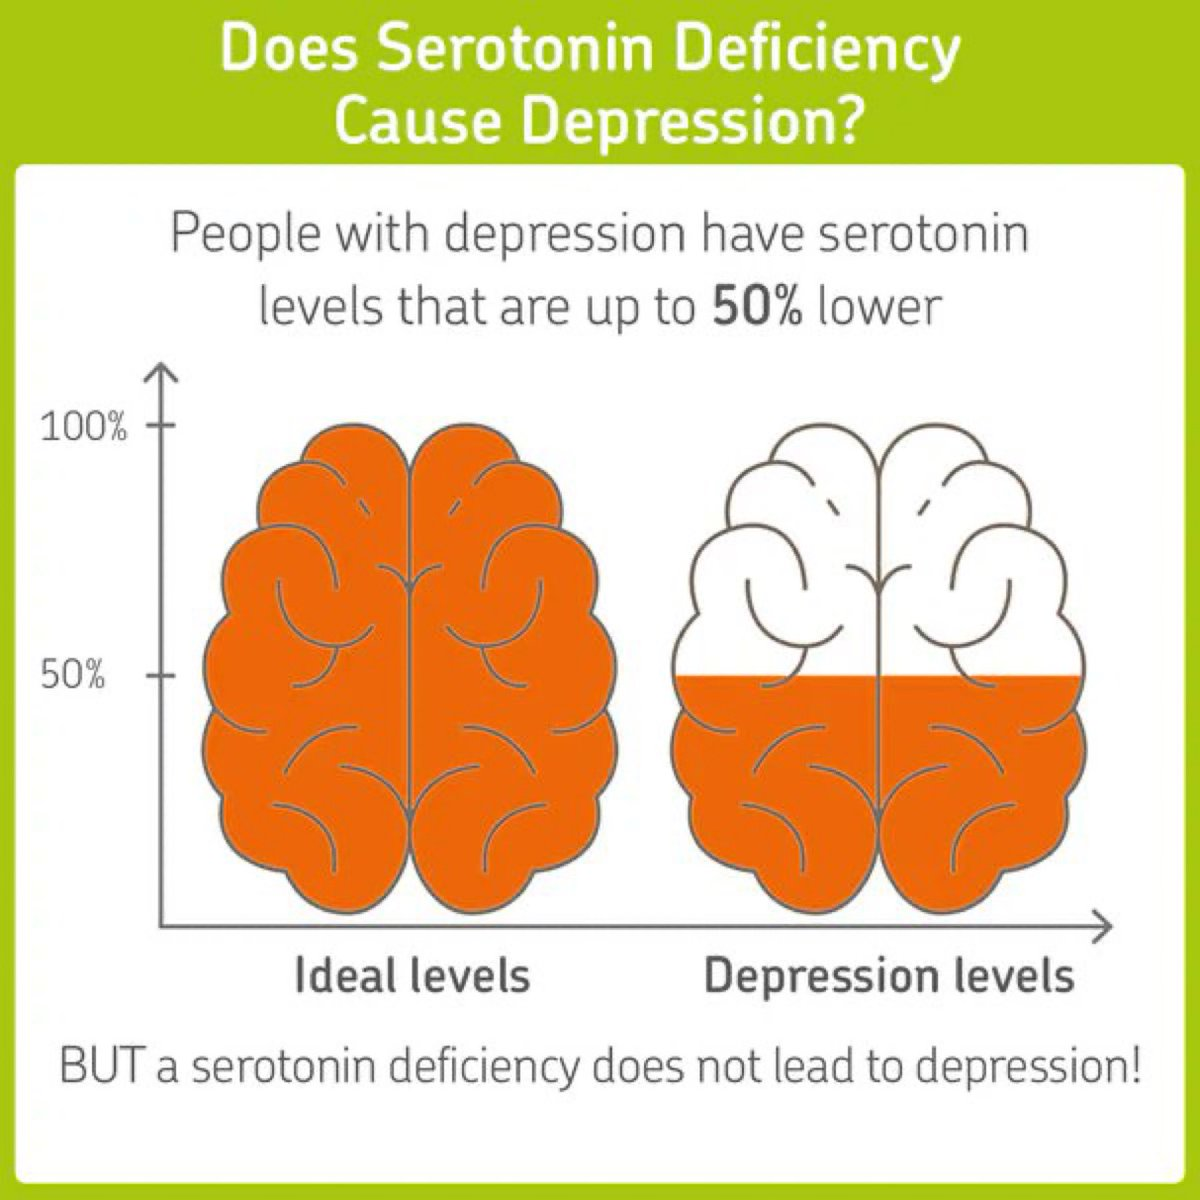 Does Serotonin Deficiency
Cause Depression?
People with depression have serotonin
levels that are up to 50% lower
100%
50%
Ideal levels
Depression levels
BUT a serotonin deficiency does not lead to depression!